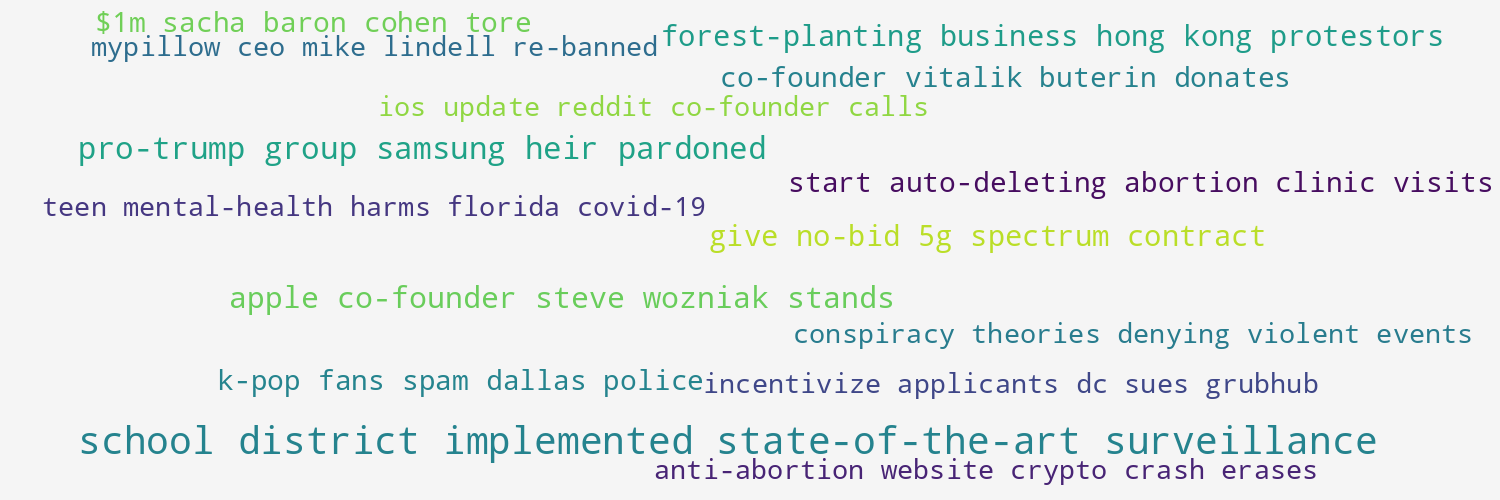 $1m sacha baron cohen tore
mypillow ceo mike lindell re-banned
forest-planting business hong kong protestors
co-founder vitalik buterin donates
ios update reddit co-founder calls
pro-trump group samsung heir pardoned
start auto-deleting abortion clinic visits
teen mental-health harms florida covid-19
give no-bid 5g spectrum contract
apple co-founder steve wozniak stands
conspiracy theories denying violent events
k-pop fans spam dallas police
incentivize applicants dc sues grubhub
school district implemented state-of-the-art surveillance
anti-abortion website crypto crash erases